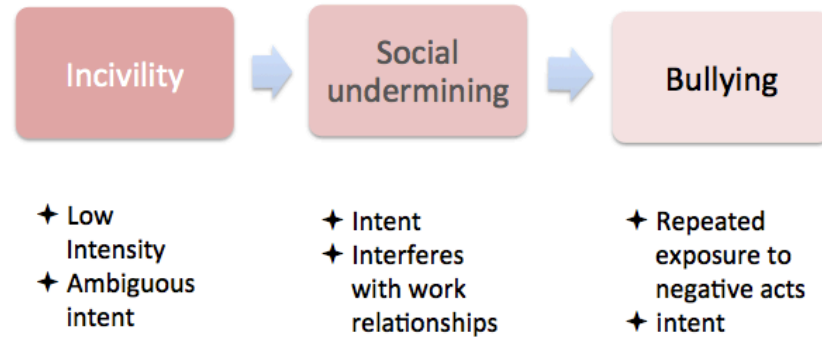 Incivility
Social
undermining
Bullying
✦ Low
Intensity
✦ Ambiguous
intent
✦ Intent
✦ Interferes
with work
relationships
✦ Repeated
exposure to
negative acts
✦ intent